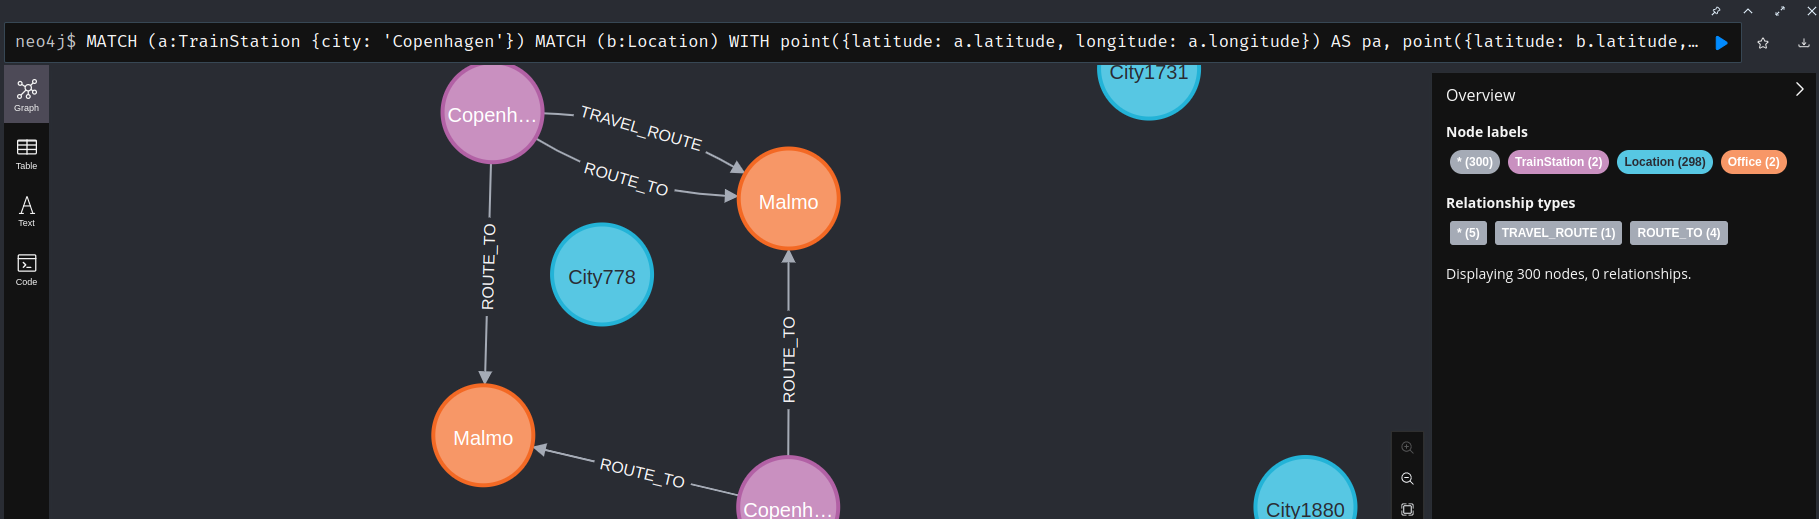 neo4j$ MATCH (a:TrainStation {city: 'Copenhagen'}) MATCH (b:Location) WITH point({latitude: a.latitude, longitude: a.longitude}) AS pa, point({latitude: b.latitude,…
Graph
Table
Text
Code
Copenh…
TRAVEL_ROUTE
ROUTE_TO
Malmo
City1731
ROUTE_TO
City778
ROUTE_TO
Malmo
ROUTE_TO
Copenh…
City1880
Overview
Node labels
* (300) TrainStation (2) Location (298) Office (2)
Relationship types
* (5) TRAVEL_ROUTE (1) ROUTE_TO (4)
Displaying 300 nodes, 0 relationships.